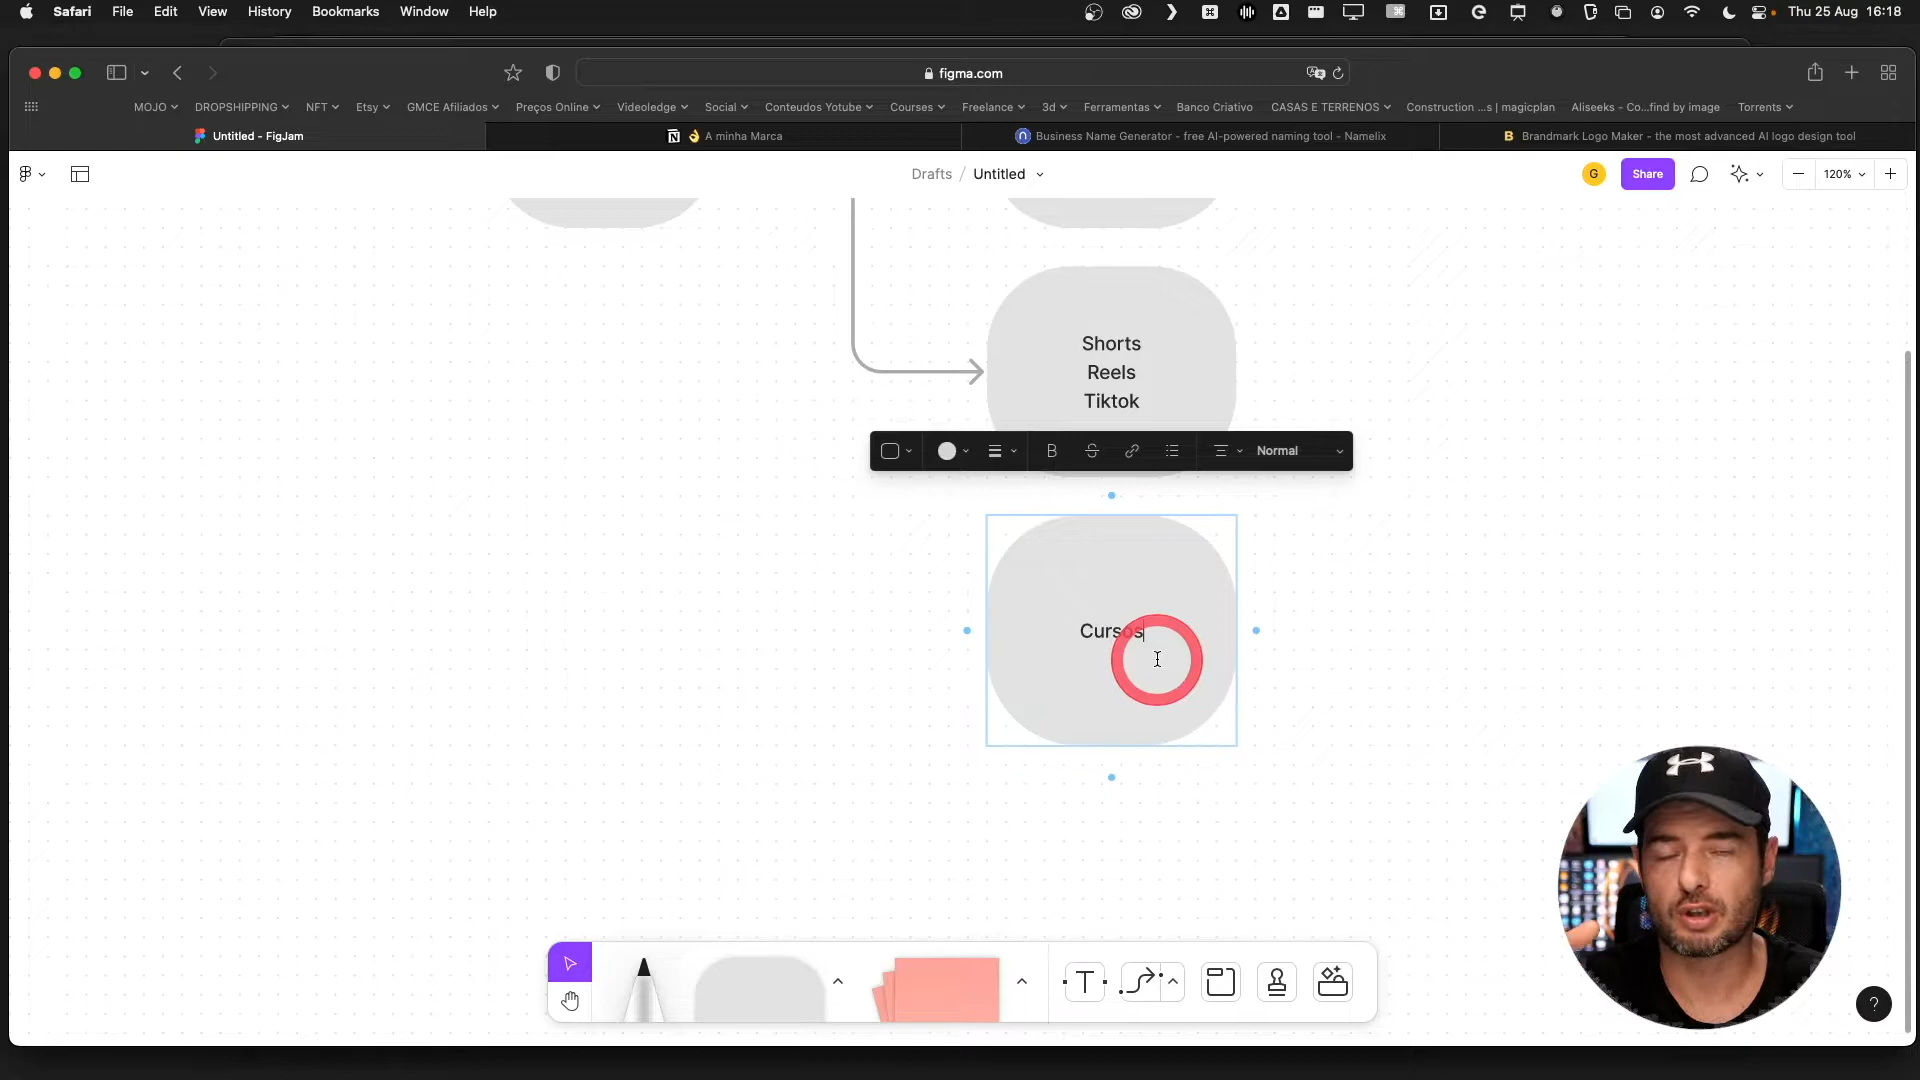 Safari File Edit View History Bookmarks Window Help Thu 25 Aug 16:18
figma.com
MOJO DROPSHIPPING NFT Etsy GMCE Afiliados Preços Online Videoledge Social Conteudos Yotube Courses Freelance 3d Ferramentas Banco Criativo CASAS E TERRENOS Construction ...s | magicplan Aliseeks - Co...find by image Torrents
Untitled - FigJam A minha Marca Business Name Generator - free AI-powered naming tool - Namelix B Brandmark Logo Maker - the most advanced AI logo design tool
Drafts / Untitled G Share 120%
Shorts
Reels
Tiktok
B S Normal
Cursos
T
?